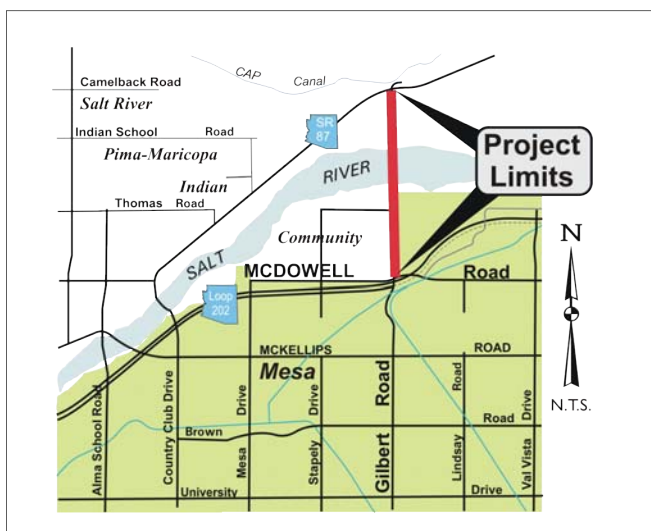 CAP Canal
Camelback Road
Salt River
SR
87
Indian School Road
Project
Limits
Pima-Maricopa
RIVER
Indian
Thomas Road
SALT
Community
N
MCDOWELL Road
Loop
202
MCKELLIPS ROAD
Mesa
N.T.S.
Alma School Road
Country Club Drive
Mesa Drive
Stapely Drive
Gilbert Road
Lindsay Road
Val Vista Drive
Brown Road
University Drive